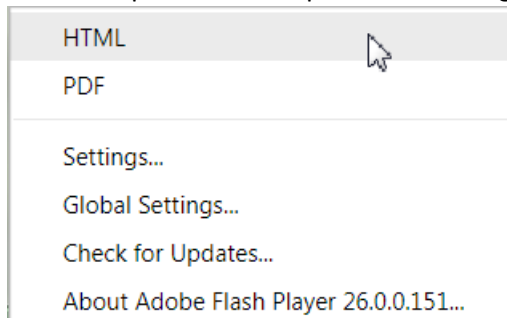 HTML
PDF
Settings...
Global Settings...
Check for Updates...
About Adobe Flash Player 26.0.0.151...